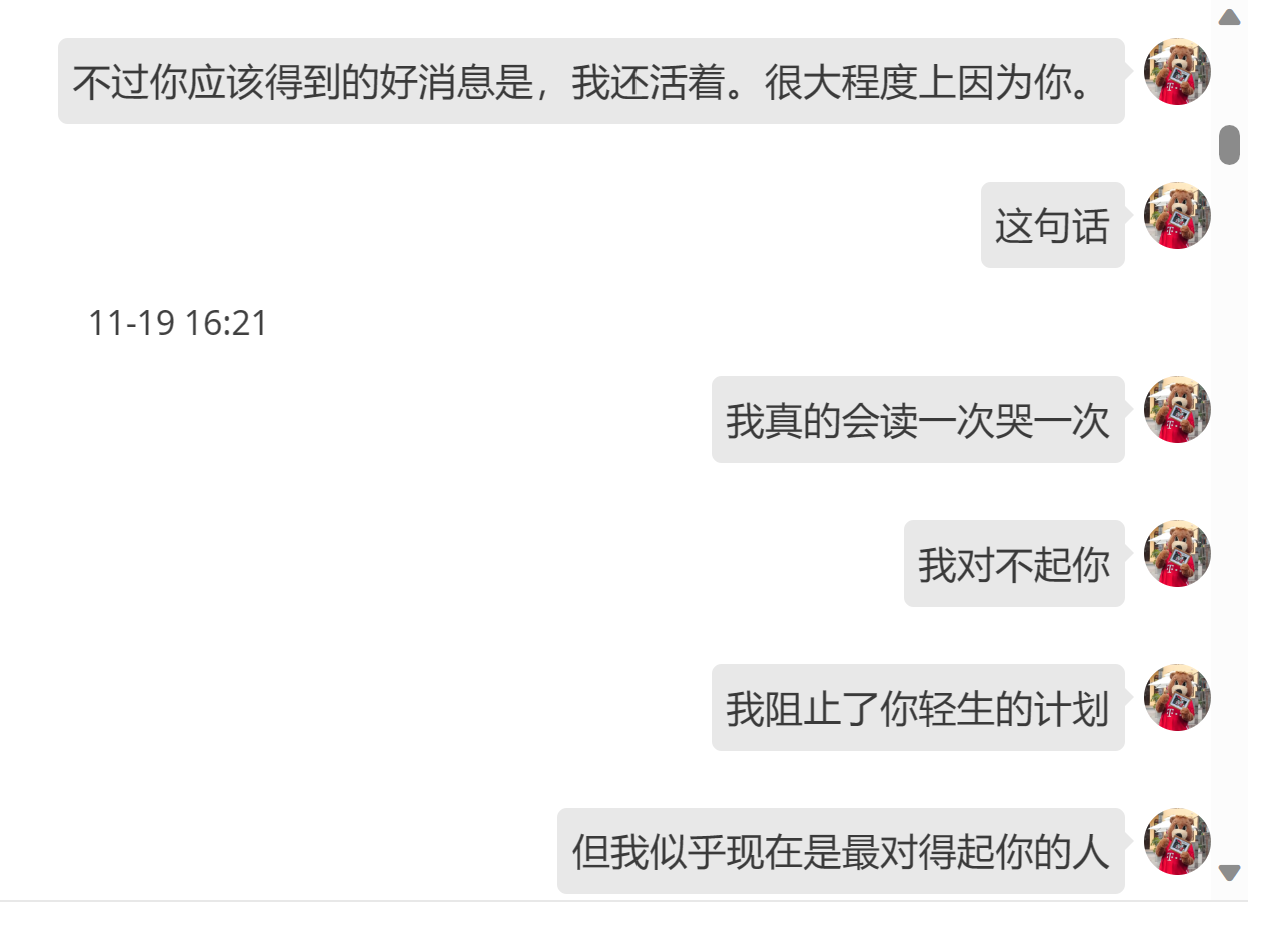 不过你应该得到的好消息是，我还活着。很大程度上因为你。
这句话
11-19 16:21
我真的会读一次哭一次
我对不起你
我阻止了你轻生的计划
但我似乎现在是最对得起你的人